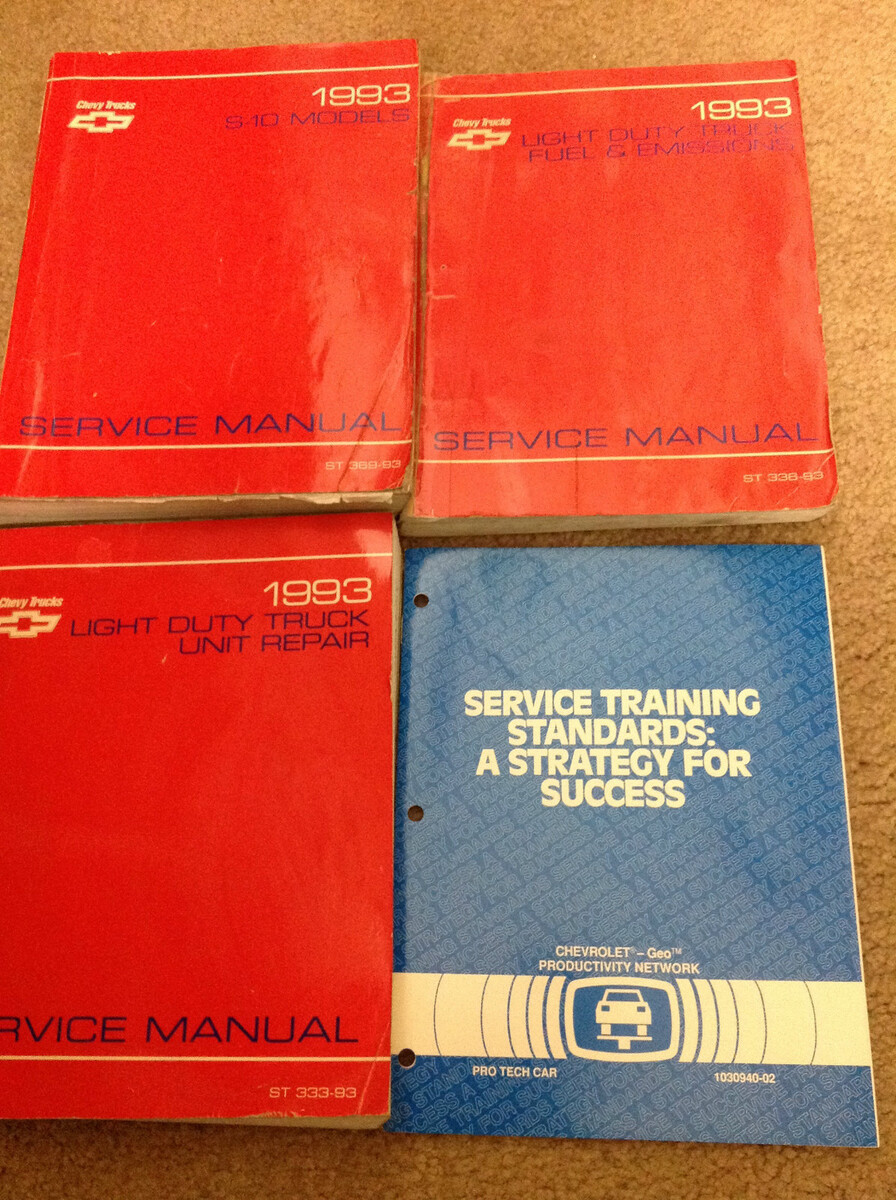 Chevy Trucks
1993
S-10 MODELS
SERVICE MANUAL
ST 369-93
Chevy Trucks
1993
LIGHT DUTY TRUCK
FUEL & EMISSIONS
SERVICE MANUAL
ST 338-93
Chevy Trucks
1993
LIGHT DUTY TRUCK
UNIT REPAIR
RVICE MANUAL
ST 333-93
SERVICE TRAINING
STANDARDS:
A STRATEGY FOR
SUCCESS
CHEVROLET® – Geo™
PRODUCTIVITY NETWORK
PRO TECH CAR
1030940-02